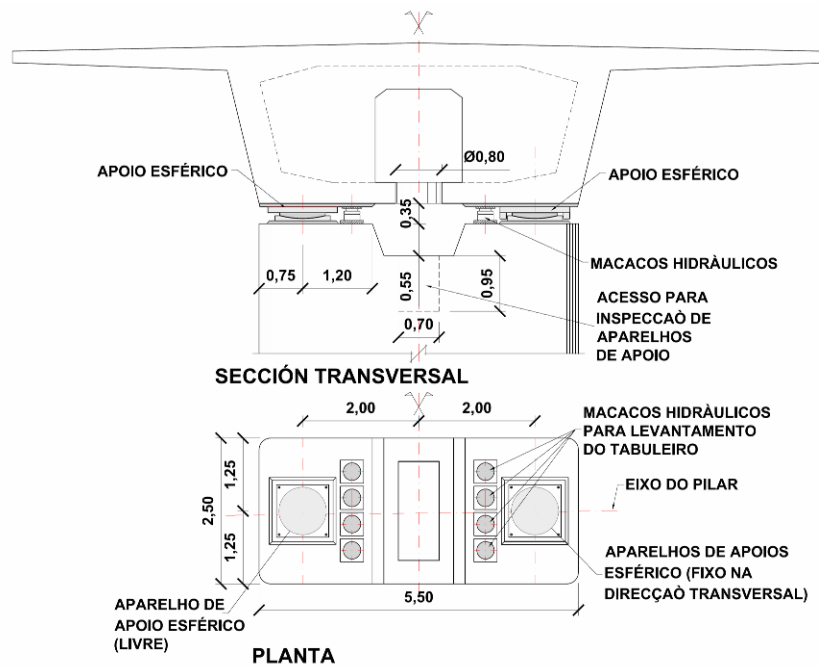 Ø0,80
APOIO ESFÉRICO
APOIO ESFÉRICO
0,35
MACACOS HIDRÀULICOS
0,75
1,20
0,55
0,95
ACESSO PARA
INSPECCAÒ DE
APARELHOS
DE APOIO
0,70
SECCIÓN TRANSVERSAL
2,00
2,00
MACACOS HIDRÀULICOS
PARA LEVANTAMENTO
DO TABULEIRO
1,25
2,50
1,25
EIXO DO PILAR
APARELHOS DE APOIOS
ESFÉRICO (FIXO NA
DIRECÇAÒ TRANSVERSAL)
5,50
APARELHO DE
APOIO ESFÉRICO
(LIVRE)
PLANTA